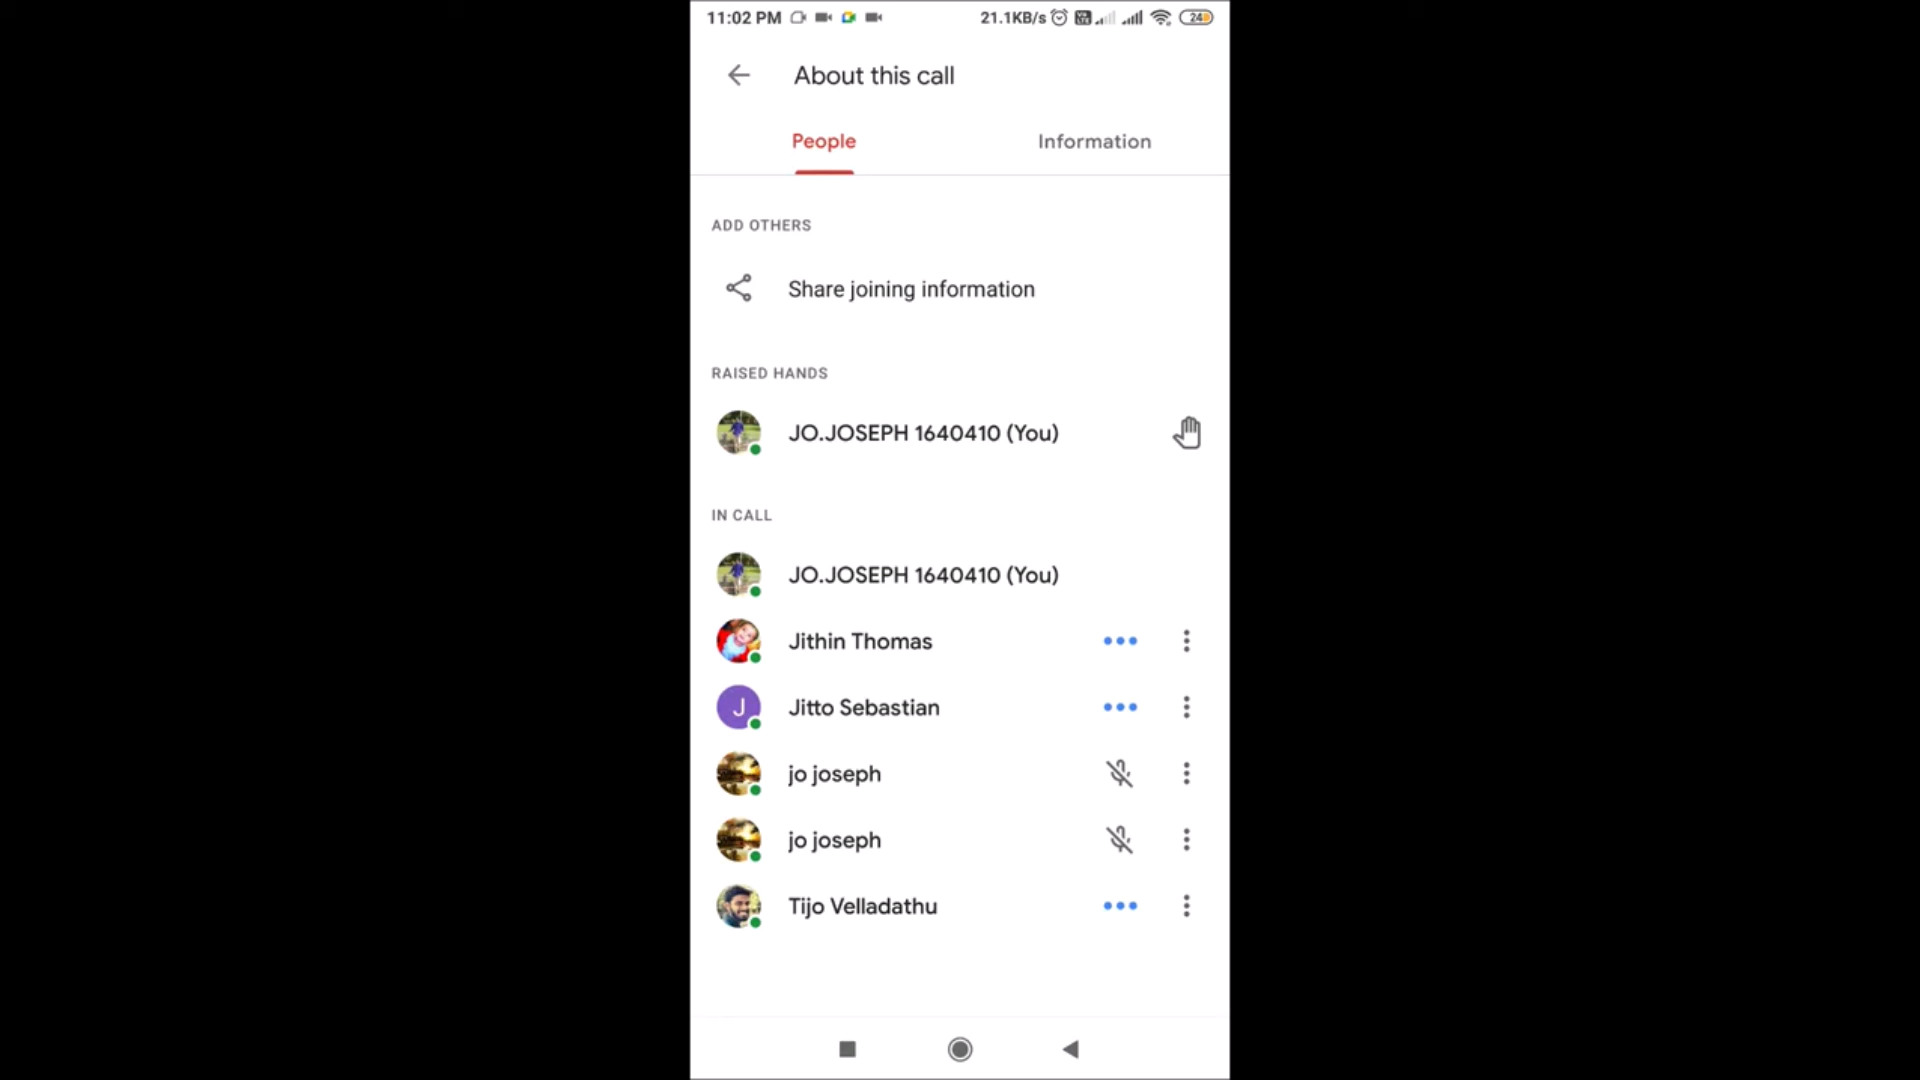 11:02 PM 21.1KB/s 24
About this call
People Information
ADD OTHERS
Share joining information
RAISED HANDS
JO.JOSEPH 1640410 (You)
IN CALL
JO.JOSEPH 1640410 (You)
Jithin Thomas
J Jitto Sebastian
jo joseph
jo joseph
Tijo Velladathu